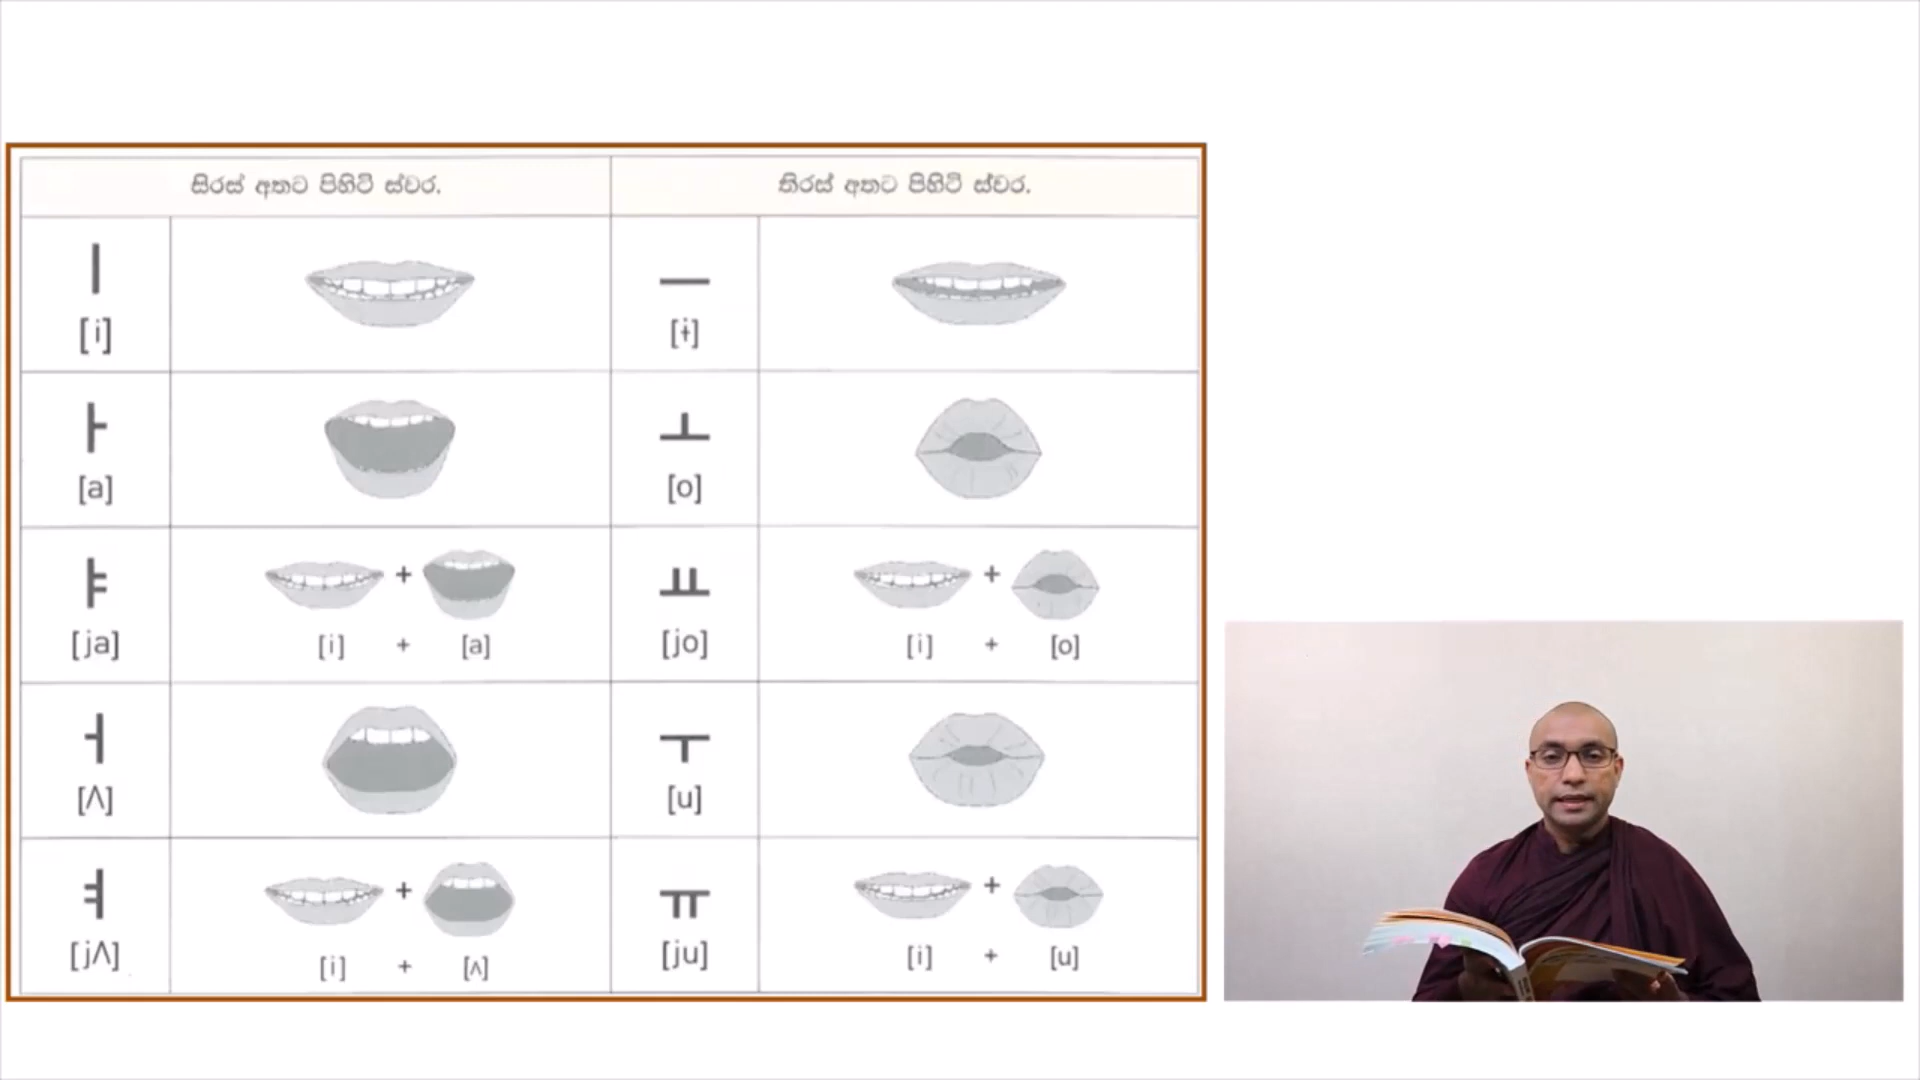 සිරස් අතට පිහිටි ස්වර. තිරස් අතට පිහිටි ස්වර.
ㅣ ㅡ
[i] [ɨ]
ㅏ ㅗ
[a] [o]
ㅑ + ㅛ +
[ja] [i] + [a] [jo] [i] + [o]
ㅓ ㅜ
[ʌ] [u]
ㅕ + ㅠ +
[jʌ] [i] + [ʌ] [ju] [i] + [u]